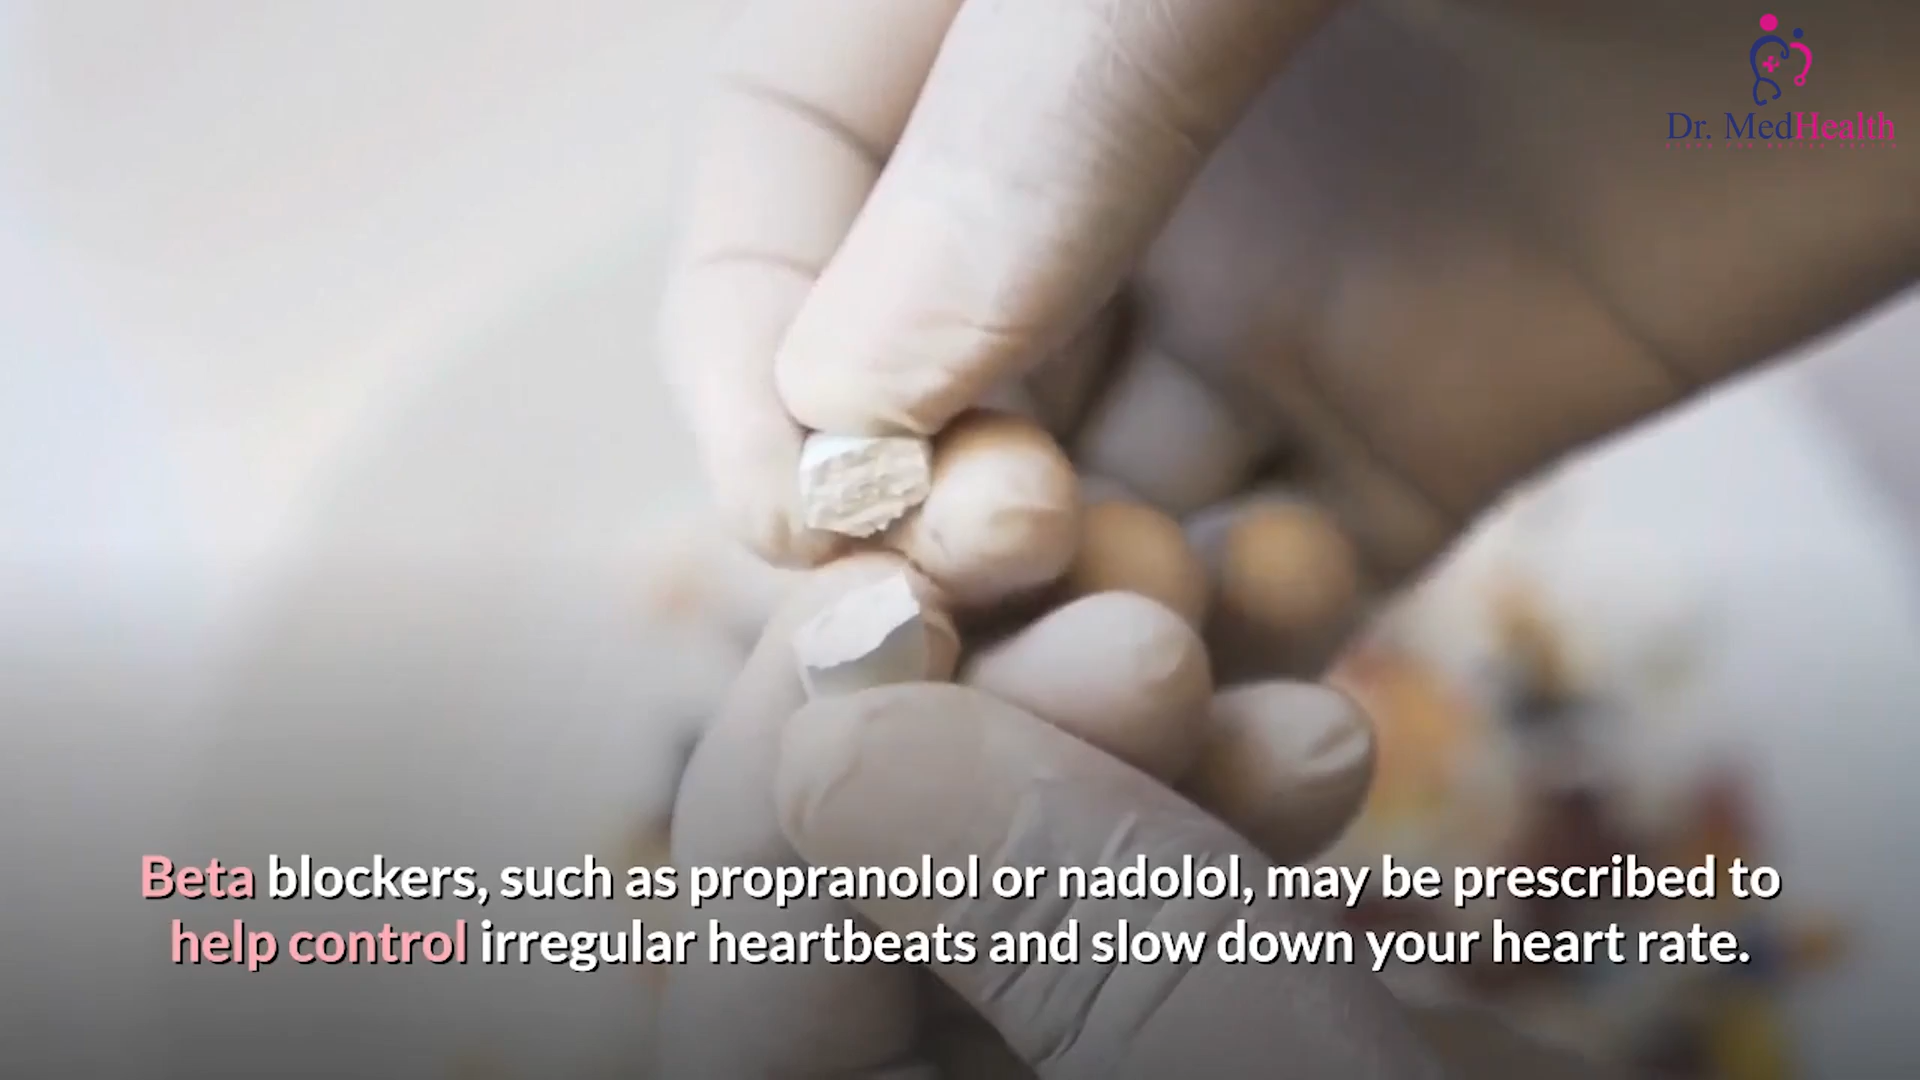 Dr. MedHealth
Beta blockers, such as propranolol or nadolol, may be prescribed to
help control irregular heartbeats and slow down your heart rate.